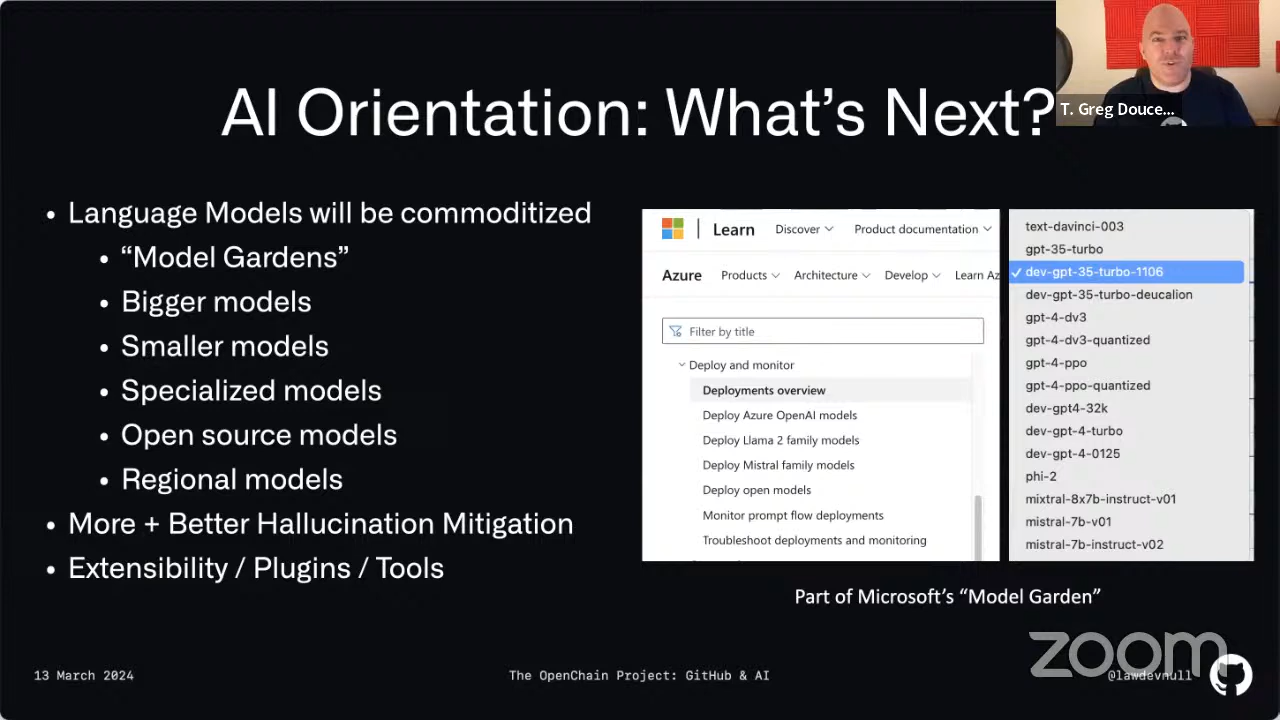 AI Orientation: What's Next?
T. Greg Douce...
• Language Models will be commoditized
• “Model Gardens”
• Bigger models
• Smaller models
• Specialized models
• Open source models
• Regional models
• More + Better Hallucination Mitigation
• Extensibility / Plugins / Tools
Learn Discover Product documentation
Azure Products Architecture Develop Learn Az
Filter by title
Deploy and monitor
Deployments overview
Deploy Azure OpenAI models
Deploy Llama 2 family models
Deploy Mistral family models
Deploy open models
Monitor prompt flow deployments
Troubleshoot deployments and monitoring
text-davinci-003
gpt-35-turbo
✓ dev-gpt-35-turbo-1106
dev-gpt-35-turbo-deucalion
gpt-4-dv3
gpt-4-dv3-quantized
gpt-4-ppo
gpt-4-ppo-quantized
dev-gpt4-32k
dev-gpt-4-turbo
dev-gpt-4-0125
phi-2
mixtral-8x7b-instruct-v01
mistral-7b-v01
mistral-7b-instruct-v02
Part of Microsoft's “Model Garden”
13 March 2024
The OpenChain Project: GitHub & AI
@lawdevnull
zoom